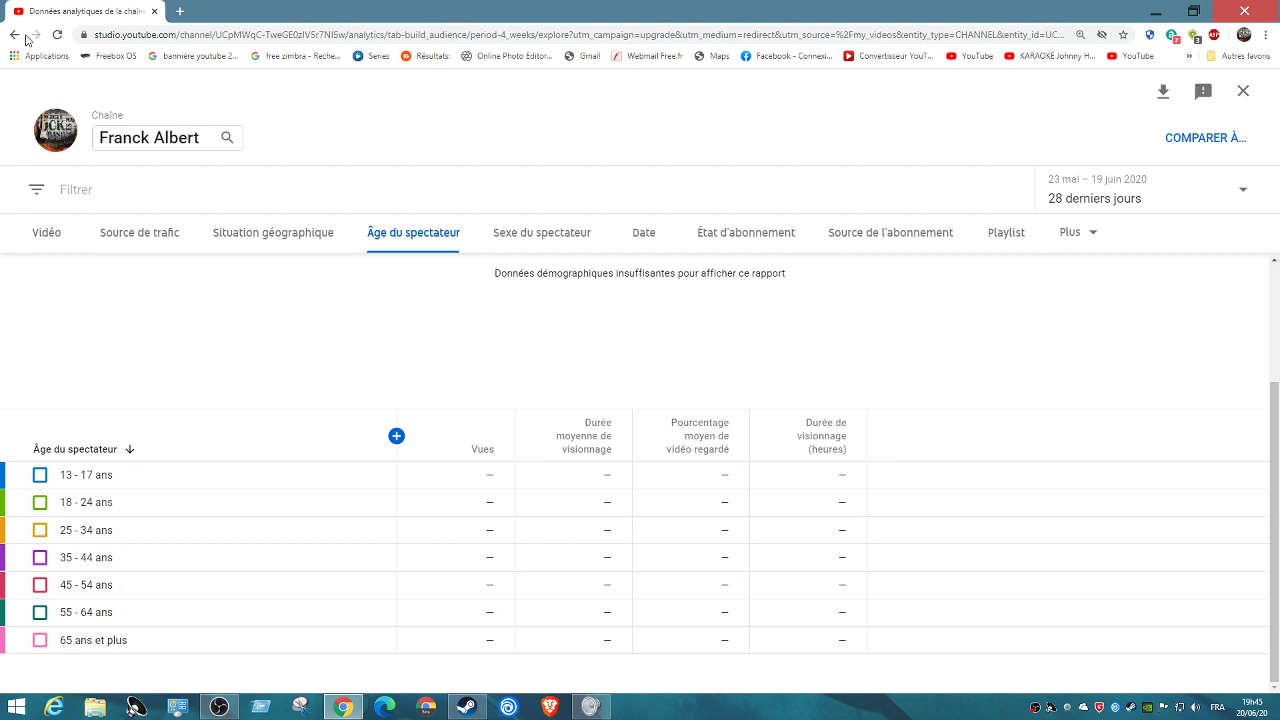 Données analytiques de la chaîne
studio.youtube.com/channel/UCpMWqC-TweGE0zIV5r7NI5w/analytics/tab-build_audience/period-4_weeks/explore?utm_campaign=upgrade&utm_medium=redirect&utm_source=%2Fmy_videos&entity_type=CHANNEL&entity_id=UC...
Applications Freebox OS bannière youtube 2... free zimbra - Reche... Series Résultats: Online Photo Editor... Gmail Webmail Free.fr Maps Facebook - Connexi... Convertisseur YouT... YouTube KARAOKÉ Johnny H... YouTube » Autres favoris
Chaîne
Franck Albert
COMPARER À...
Filtrer
23 mai – 19 juin 2020
28 derniers jours
Vidéo Source de trafic Situation géographique Âge du spectateur Sexe du spectateur Date État d'abonnement Source de l'abonnement Playlist Plus
Données démographiques insuffisantes pour afficher ce rapport
Âge du spectateur Vues Durée moyenne de visionnage Pourcentage moyen de vidéo regardé Durée de visionnage (heures)
13 - 17 ans — — — —
18 - 24 ans — — — —
25 - 34 ans — — — —
35 - 44 ans — — — —
45 - 54 ans — — — —
55 - 64 ans — — — —
65 ans et plus — — — —
FRA
19:45
20/06/20